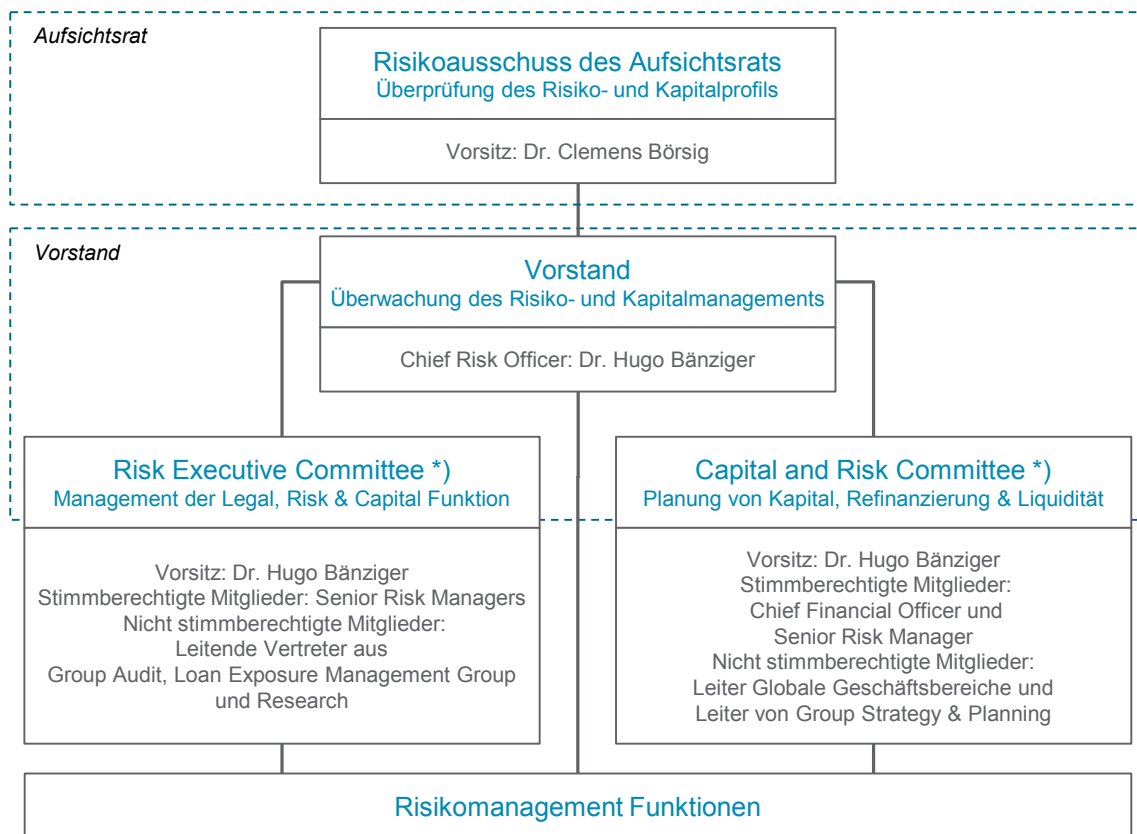 Aufsichtsrat
Risikoausschuss des Aufsichtsrats
Überprüfung des Risiko- und Kapitalprofils
Vorsitz: Dr. Clemens Börsig
Vorstand
Vorstand
Überwachung des Risiko- und Kapitalmanagements
Chief Risk Officer: Dr. Hugo Bänziger
Risk Executive Committee *)
Management der Legal, Risk & Capital Funktion
Vorsitz: Dr. Hugo Bänziger
Stimmberechtigte Mitglieder: Senior Risk Managers
Nicht stimmberechtigte Mitglieder:
Leitende Vertreter aus
Group Audit, Loan Exposure Management Group
und Research
Capital and Risk Committee *)
Planung von Kapital, Refinanzierung & Liquidität
Vorsitz: Dr. Hugo Bänziger
Stimmberechtigte Mitglieder:
Chief Financial Officer und
Senior Risk Manager
Nicht stimmberechtigte Mitglieder:
Leiter Globale Geschäftsbereiche und
Leiter von Group Strategy & Planning
Risikomanagement Funktionen